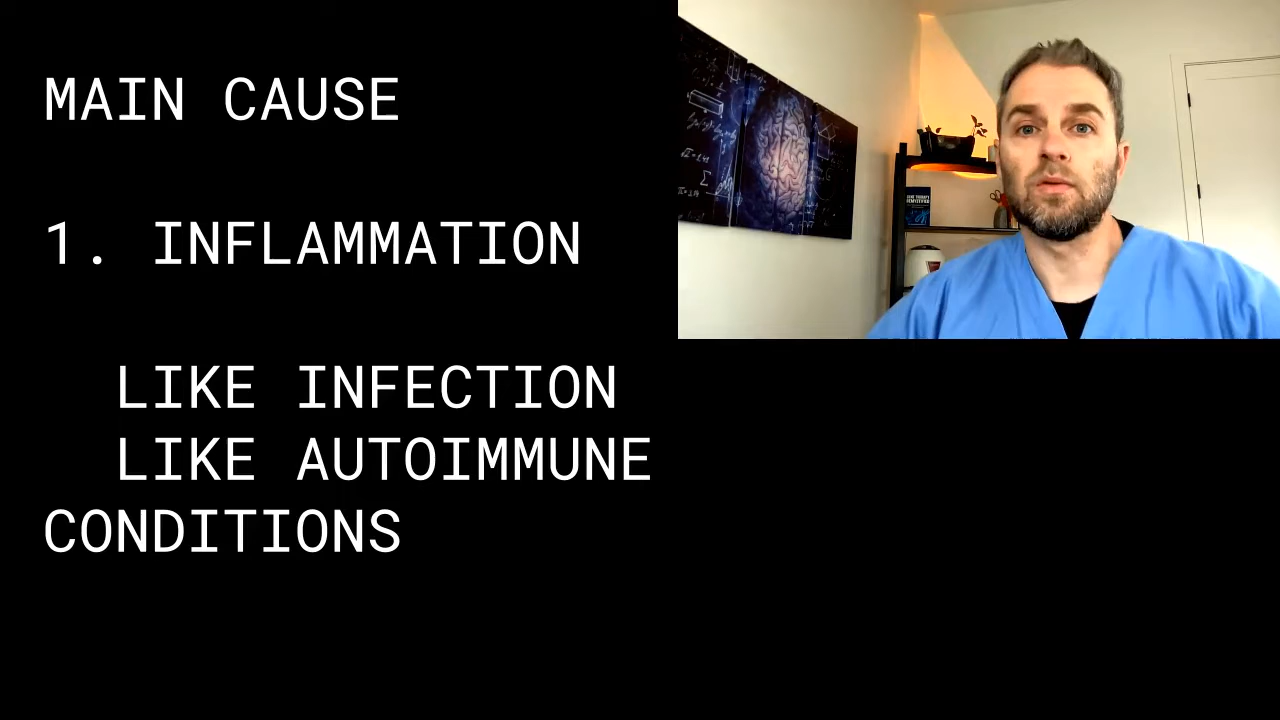 MAIN CAUSE
1. INFLAMMATION
LIKE INFECTION
LIKE AUTOIMMUNE
CONDITIONS